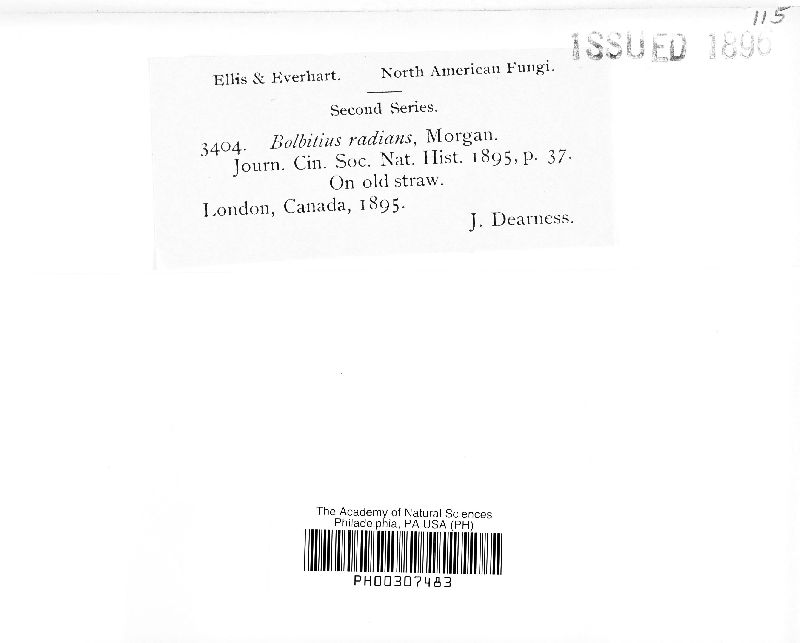 115
ISSUED 1896
Ellis & Everhart. North American Fungi.
Second Series.
3404. Bolbitius radians, Morgan.
Journ. Cin. Soc. Nat. Hist. 1895, p. 37.
On old straw.
London, Canada, 1895.
J. Dearness.
The Academy of Natural Sciences
Philadelphia, PA USA (PH)
PH00307483